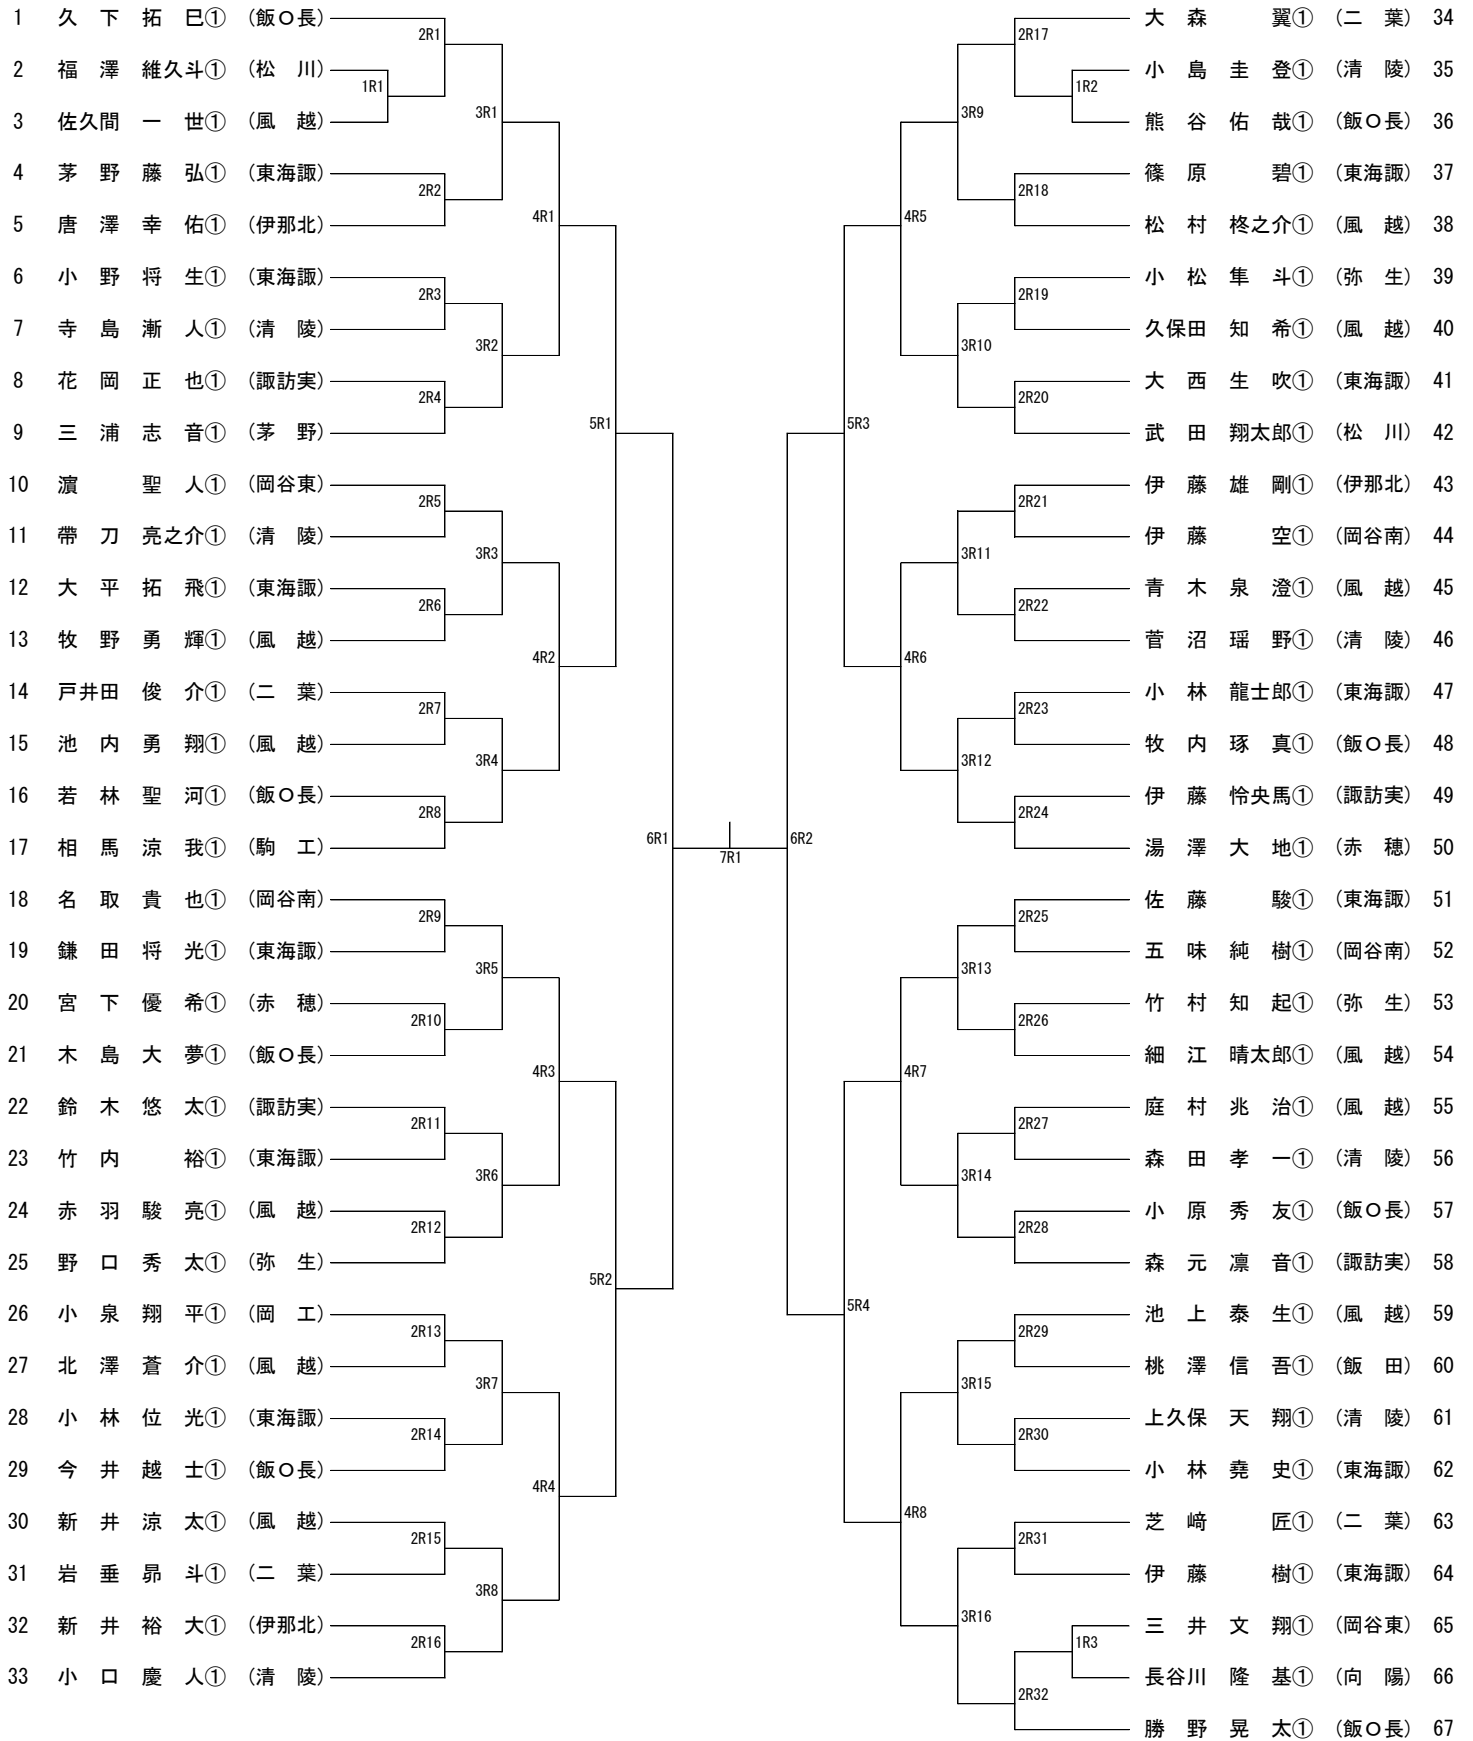 1 久下拓巳① (飯Ｏ長)
2 福澤維久斗① (松川)
3 佐久間一世① (風越)
4 茅野藤弘① (東海諏)
5 唐澤幸佑① (伊那北)
6 小野将生① (東海諏)
7 寺島漸人① (清陵)
8 花岡正也① (諏訪実)
9 三浦志音① (茅野)
10 濵聖人① (岡谷東)
11 帶刀亮之介① (清陵)
12 大平拓飛① (東海諏)
13 牧野勇輝① (風越)
14 戸井田俊介① (二葉)
15 池内勇翔① (風越)
16 若林聖河① (飯Ｏ長)
17 相馬涼我① (駒工)
18 名取貴也① (岡谷南)
19 鎌田将光① (東海諏)
20 宮下優希① (赤穂)
21 木島大夢① (飯Ｏ長)
22 鈴木悠太① (諏訪実)
23 竹内裕① (東海諏)
24 赤羽駿亮① (風越)
25 野口秀太① (弥生)
26 小泉翔平① (岡工)
27 北澤蒼介① (風越)
28 小林位光① (東海諏)
29 今井越士① (飯Ｏ長)
30 新井涼太① (風越)
31 岩垂昴斗① (二葉)
32 新井裕大① (伊那北)
33 小口慶人① (清陵)
1R1
2R1
2R2
2R3
2R4
2R5
2R6
2R7
2R8
2R9
2R10
2R11
2R12
2R13
2R14
2R15
2R16
3R1
3R2
3R3
3R4
3R5
3R6
3R7
3R8
4R1
4R2
4R3
4R4
5R1
5R2
6R1
7R1
6R2
5R3
5R4
4R5
4R6
4R7
4R8
3R9
3R10
3R11
3R12
3R13
3R14
3R15
3R16
2R17
2R18
2R19
2R20
2R21
2R22
2R23
2R24
2R25
2R26
2R27
2R28
2R29
2R30
2R31
2R32
1R2
1R3
大森翼① (二葉) 34
小島圭登① (清陵) 35
熊谷佑哉① (飯Ｏ長) 36
篠原碧① (東海諏) 37
松村柊之介① (風越) 38
小松隼斗① (弥生) 39
久保田知希① (風越) 40
大西生吹① (東海諏) 41
武田翔太郎① (松川) 42
伊藤雄剛① (伊那北) 43
伊藤空① (岡谷南) 44
青木泉澄① (風越) 45
菅沼瑶野① (清陵) 46
小林龍士郎① (東海諏) 47
牧内琢真① (飯Ｏ長) 48
伊藤怜央馬① (諏訪実) 49
湯澤大地① (赤穂) 50
佐藤駿① (東海諏) 51
五味純樹① (岡谷南) 52
竹村知起① (弥生) 53
細江晴太郎① (風越) 54
庭村兆治① (風越) 55
森田孝一① (清陵) 56
小原秀友① (飯Ｏ長) 57
森元凛音① (諏訪実) 58
池上泰生① (風越) 59
桃澤信吾① (飯田) 60
上久保天翔① (清陵) 61
小林堯史① (東海諏) 62
芝﨑匠① (二葉) 63
伊藤樹① (東海諏) 64
三井文翔① (岡谷東) 65
長谷川隆基① (向陽) 66
勝野晃太① (飯Ｏ長) 67